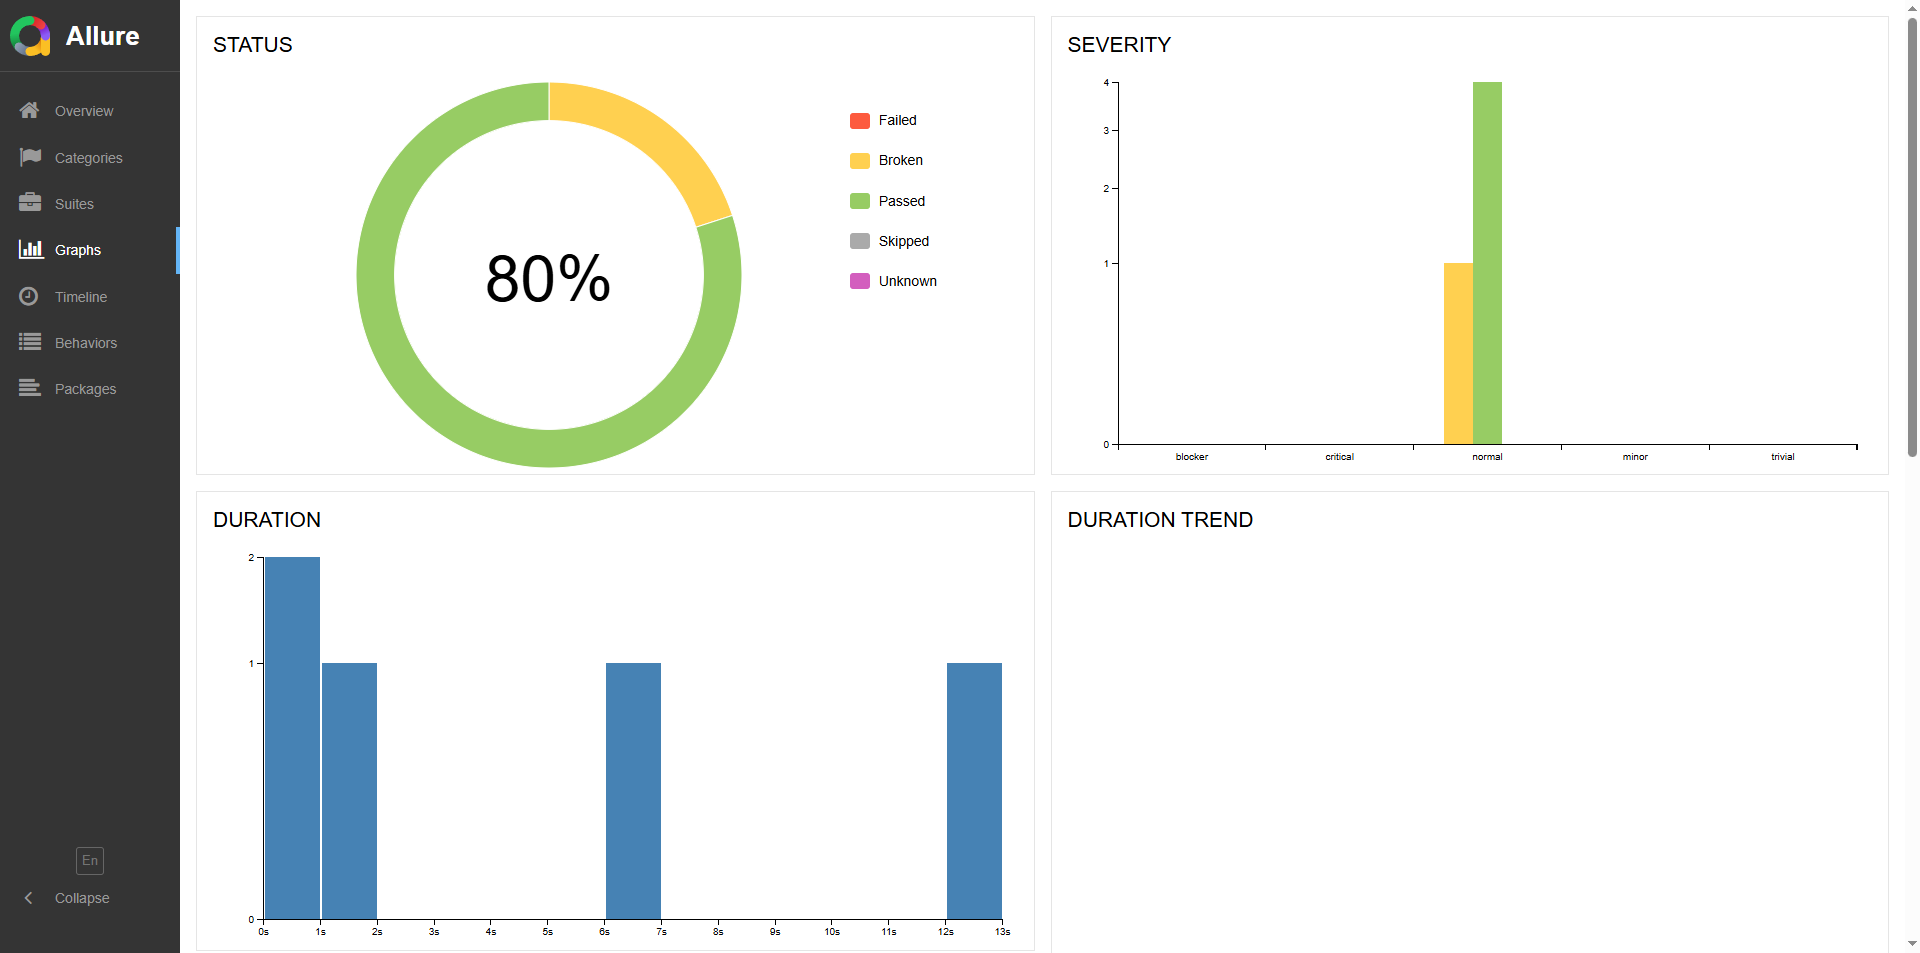 Allure
Overview
Categories
Suites
Graphs
Timeline
Behaviors
Packages
En
Collapse
STATUS
80%
Failed
Broken
Passed
Skipped
Unknown
SEVERITY
4
3
2
1
0
blocker critical normal minor trivial
DURATION
2
1
0
0s 1s 2s 3s 4s 5s 6s 7s 8s 9s 10s 11s 12s 13s
DURATION TREND